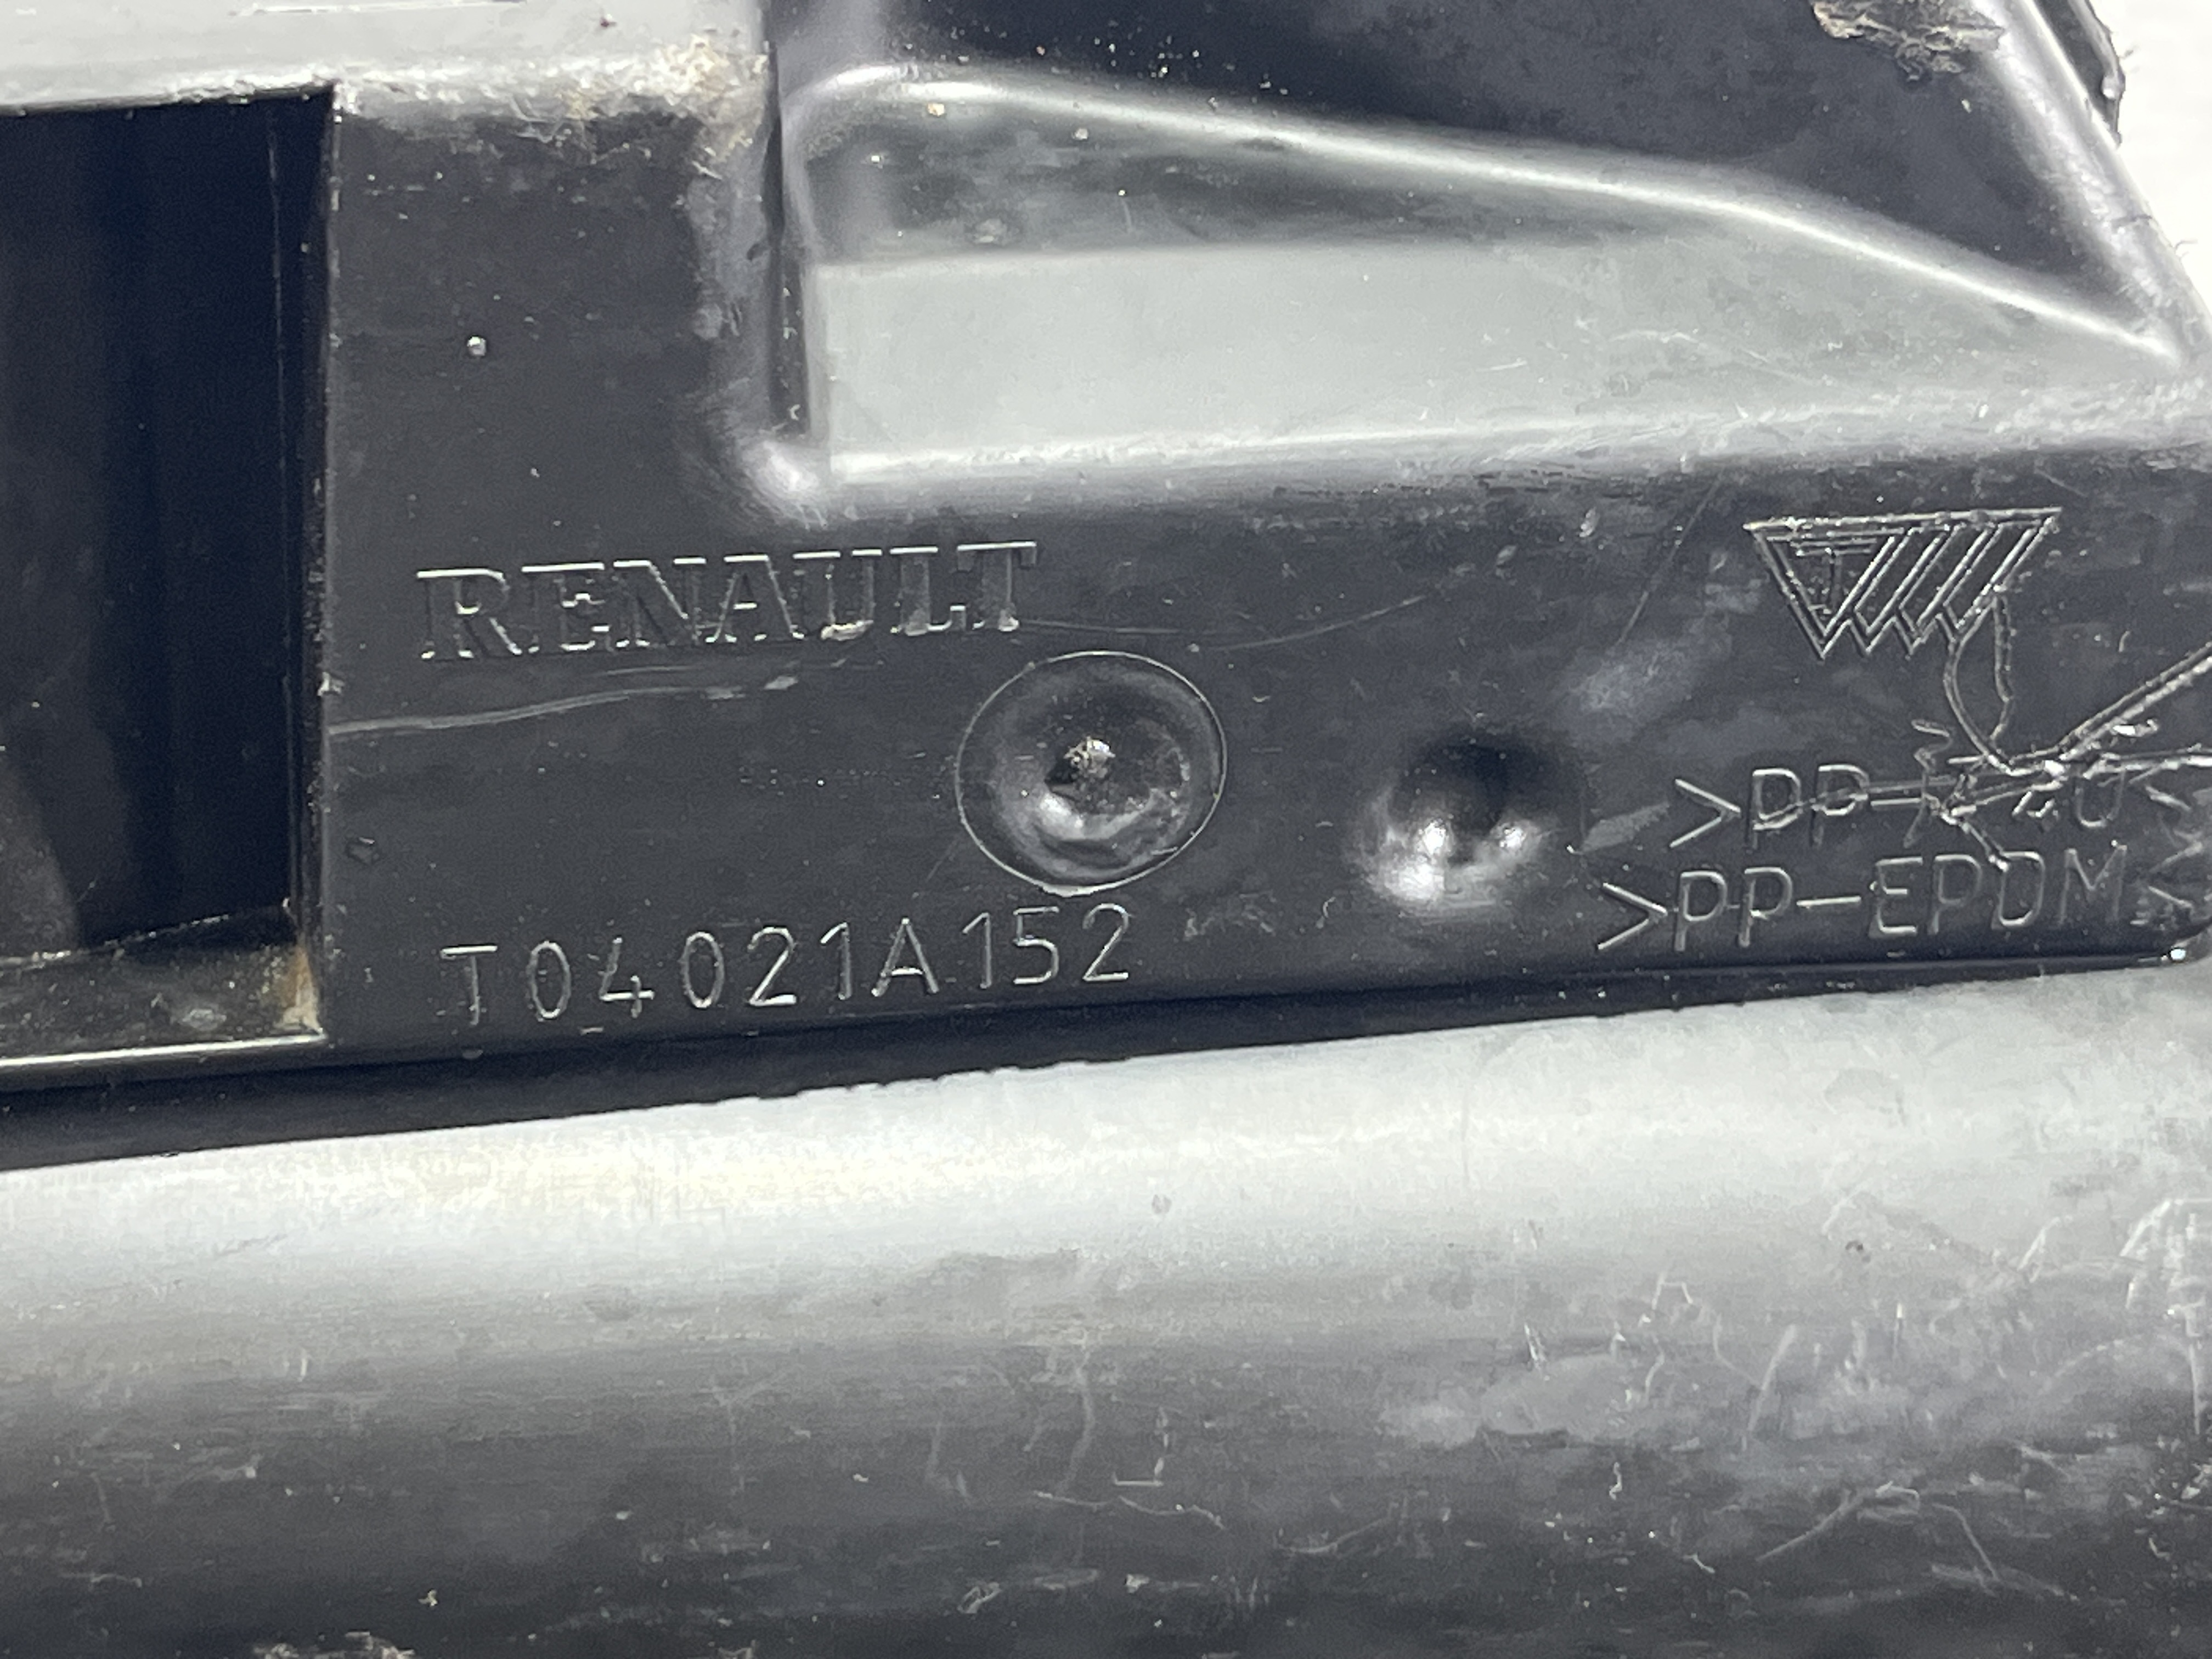 RENAULT
T04021A152
>PP-EPDM<